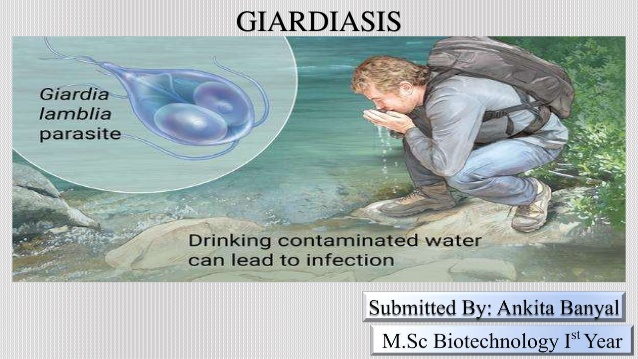 GIARDIASIS
Giardia
lamblia
parasite
Drinking contaminated water
can lead to infection
Submitted By: Ankita Banyal
M.Sc Biotechnology Ist Year